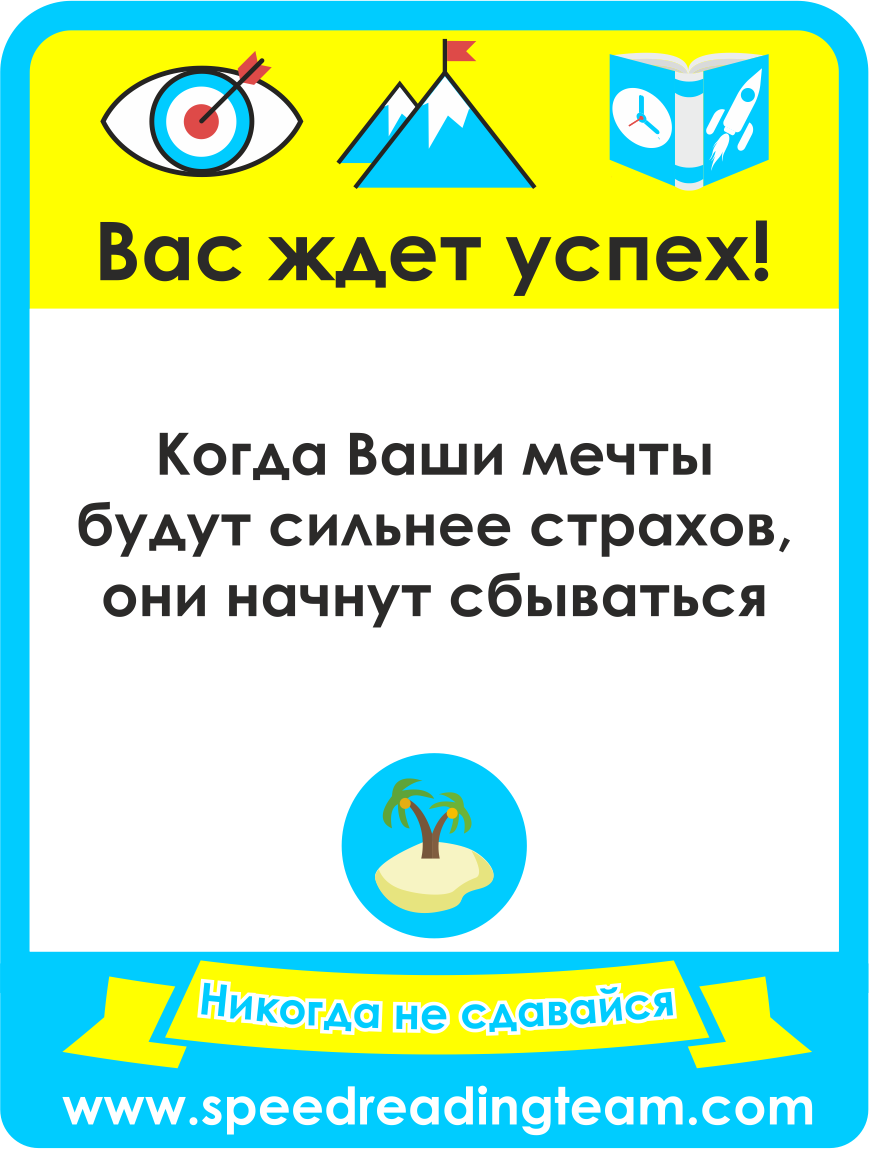 Вас ждет успех!
Когда Ваши мечты
будут сильнее страхов,
они начнут сбываться
Никогда не сдавайся
www.speedreadingteam.com